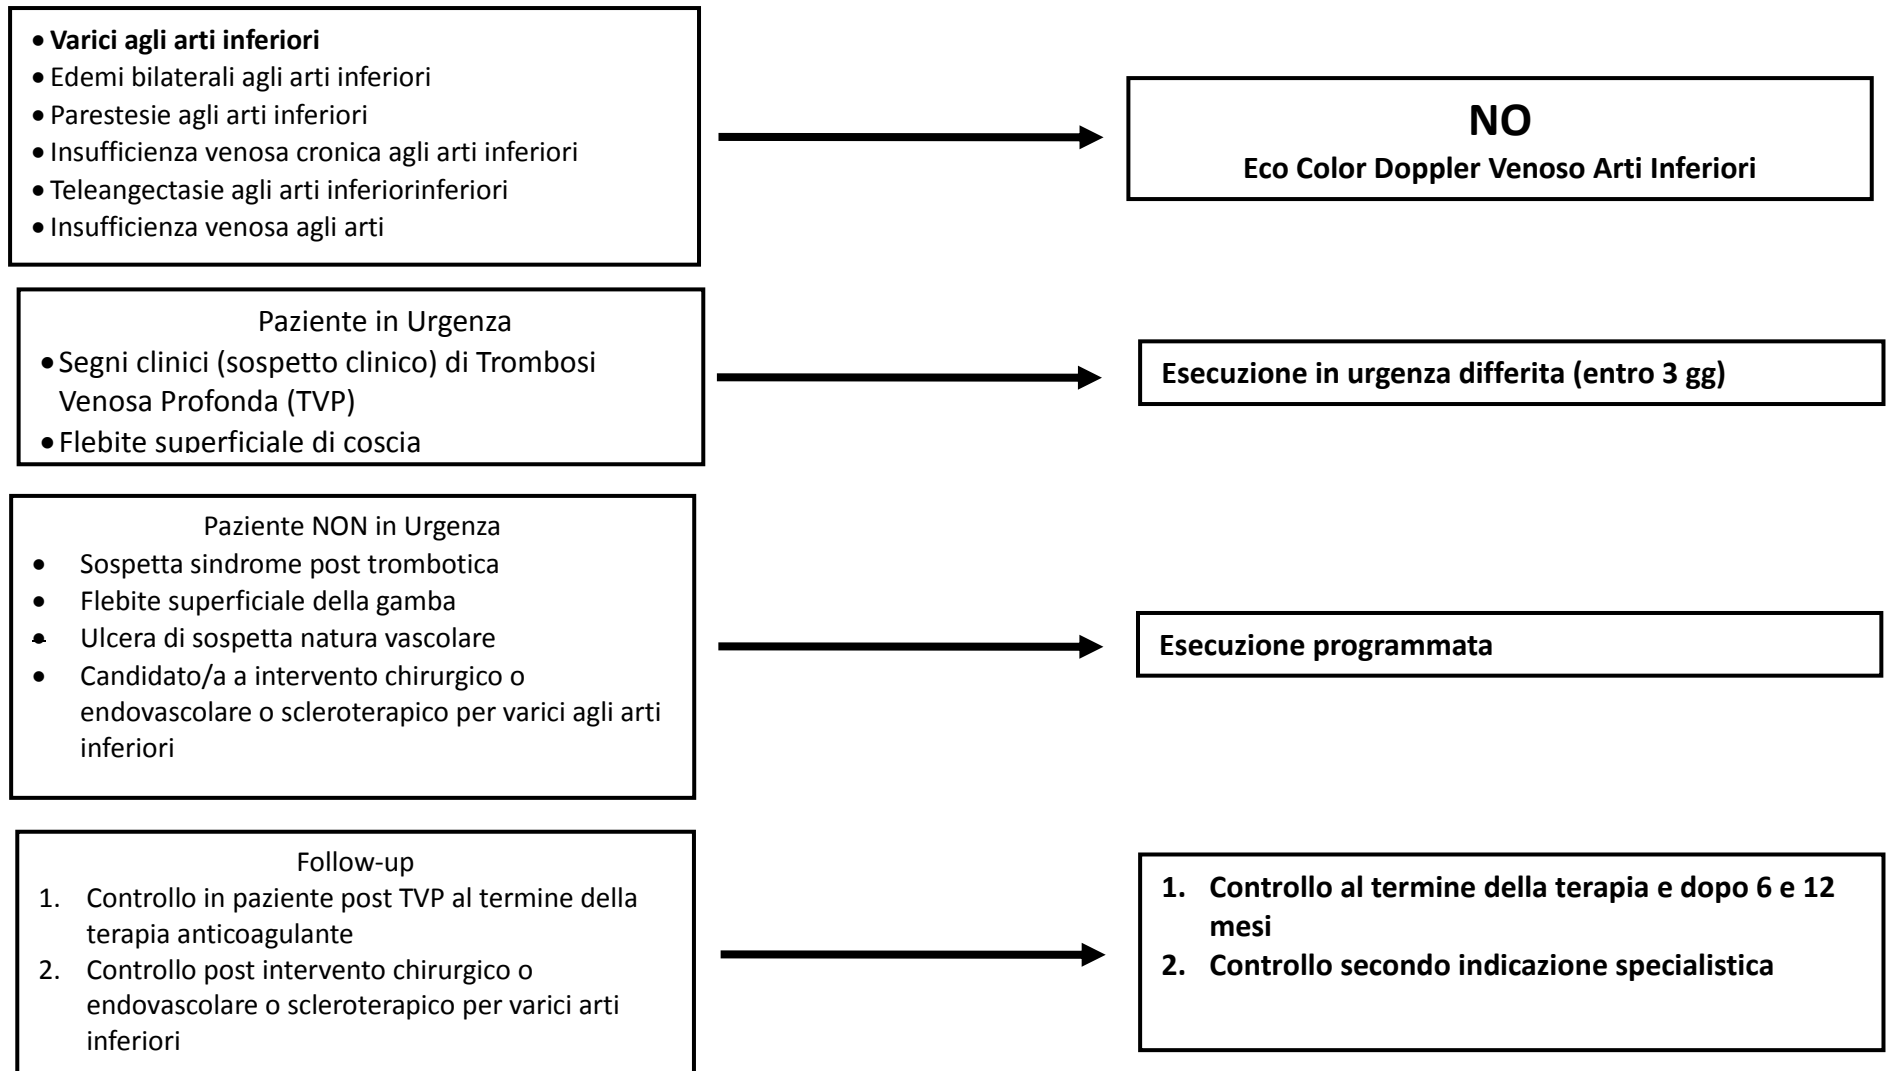 • Varici agli arti inferiori
• Edemi bilaterali agli arti inferiori
• Parestesie agli arti inferiori
• Insufficienza venosa cronica agli arti inferiori
• Teleangectasie agli arti inferiorinferiori
• Insufficienza venosa agli arti
NO
Eco Color Doppler Venoso Arti Inferiori
Paziente in Urgenza
• Segni clinici (sospetto clinico) di Trombosi
Venosa Profonda (TVP)
• Flebite superficiale di coscia
Esecuzione in urgenza differita (entro 3 gg)
Paziente NON in Urgenza
• Sospetta sindrome post trombotica
• Flebite superficiale della gamba
• Ulcera di sospetta natura vascolare
• Candidato/a a intervento chirurgico o
endovascolare o scleroterapico per varici agli arti
inferiori
Esecuzione programmata
Follow-up
1. Controllo in paziente post TVP al termine della
terapia anticoagulante
2. Controllo post intervento chirurgico o
endovascolare o scleroterapico per varici arti
inferiori
1. Controllo al termine della terapia e dopo 6 e 12
mesi
2. Controllo secondo indicazione specialistica